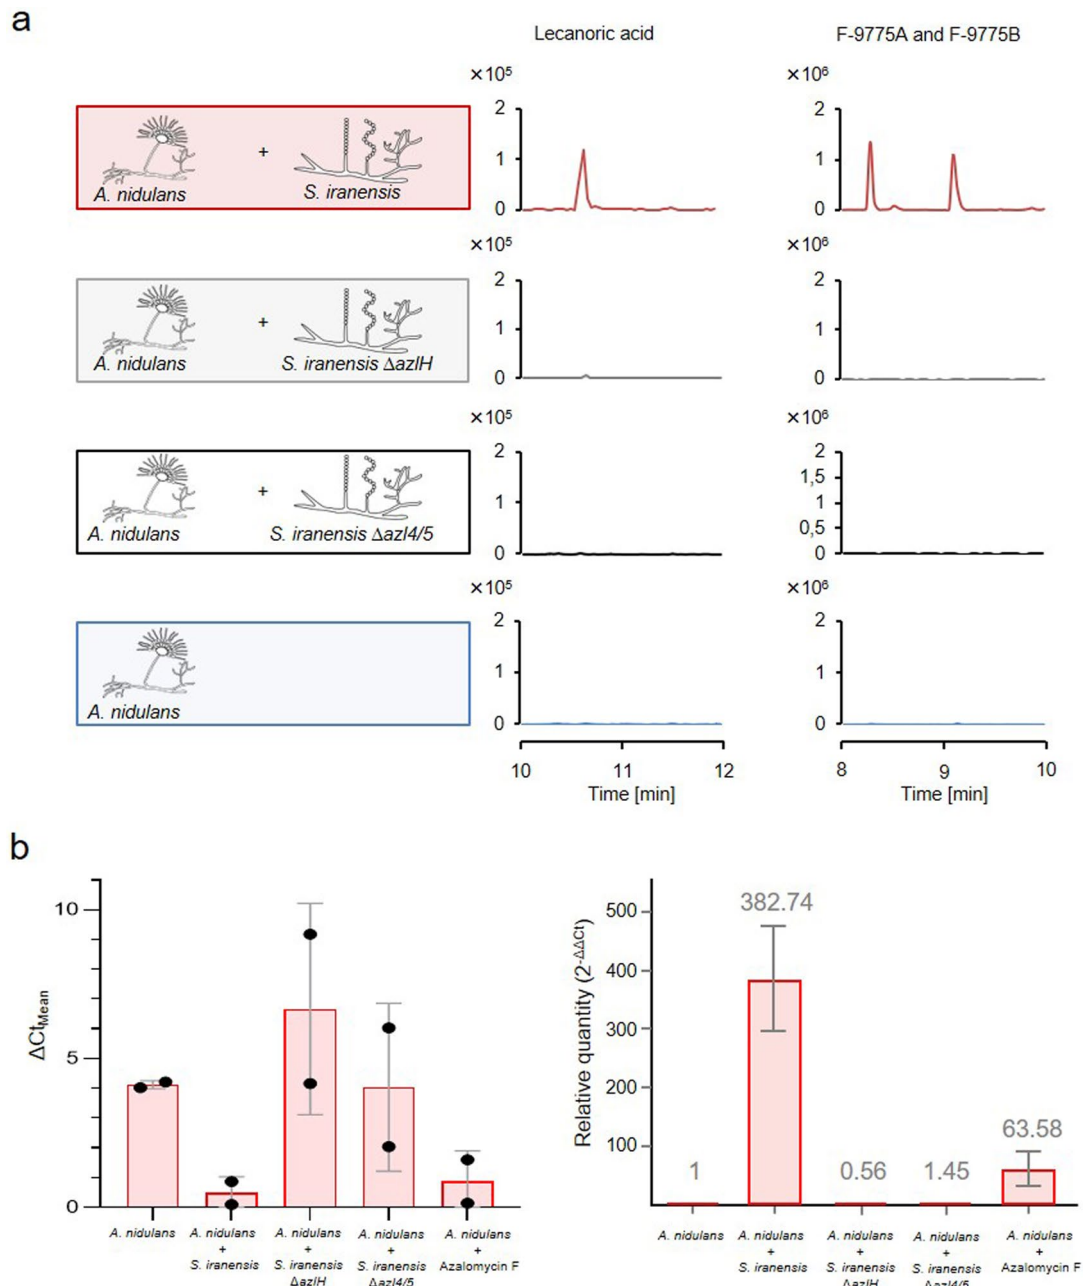 a
Lecanoric acid
F-9775A and F-9775B
×10⁵
×10⁶
2
1
0
2
1
0
+
A. nidulans
S. iranensis
×10⁵
×10⁶
2
1
0
2
1
0
+
A. nidulans
S. iranensis ΔazlH
×10⁵
×10⁶
2
1
0
2
1,5
1
0,5
0
+
A. nidulans
S. iranensis Δazl4/5
×10⁵
×10⁶
2
1
0
2
1
0
A. nidulans
10
11
12
8
9
10
Time [min]
Time [min]
b
ΔCtMean
10
5
0
A. nidulans
A. nidulans
+
S. iranensis
A. nidulans
+
S. iranensis
ΔazlH
A. nidulans
+
S. iranensis
Δazl4/5
A. nidulans
+
Azalomycin F
Relative quantity (2-ΔΔCt)
500
400
300
200
100
1
382.74
0.56
1.45
63.58
A. nidulans
A. nidulans
+
S. iranensis
A. nidulans
+
S. iranensis
ΔazlH
A. nidulans
+
S. iranensis
Δazl4/5
A. nidulans
+
Azalomycin F